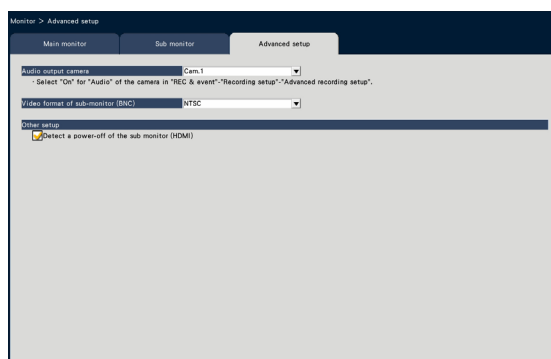 Monitor > Advanced setup
Main monitor Sub monitor Advanced setup
Audio output camera Cam.1
· Select "On" for "Audio" of the camera in "REC & event"-"Recording setup"-"Advanced recording setup".
Video format of sub-monitor (BNC) NTSC
Other setup
Detect a power-off of the sub monitor (HDMI)